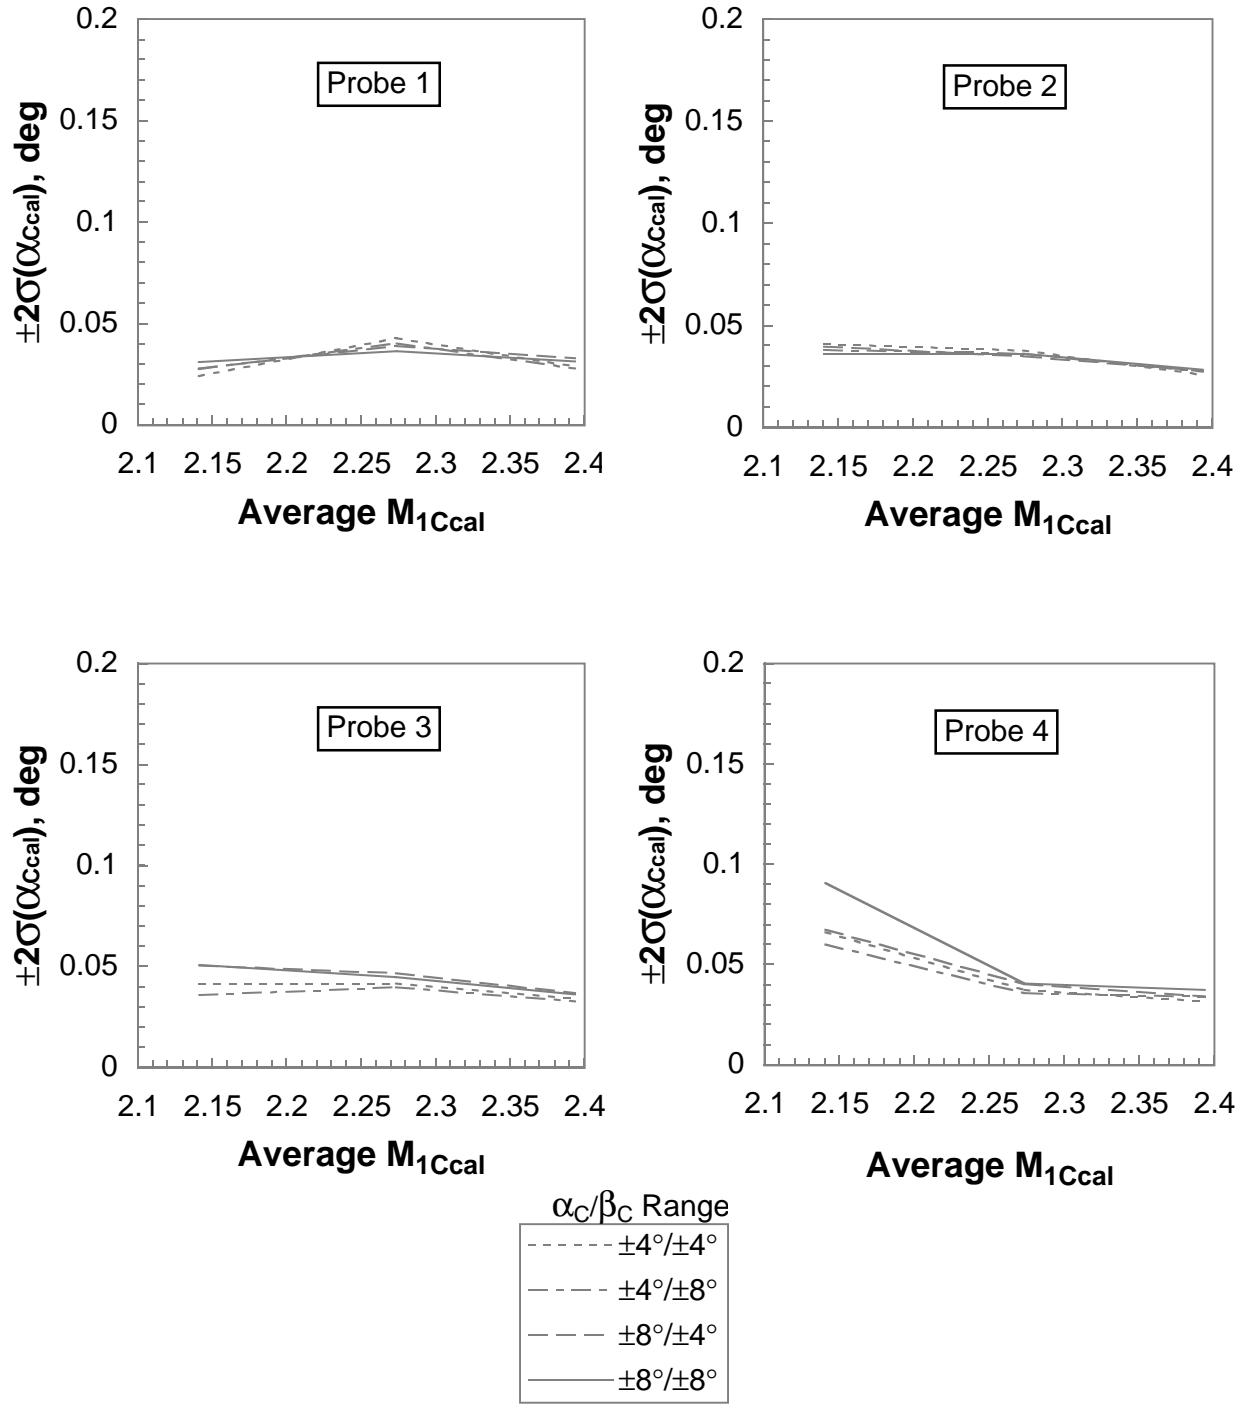 Probe 1
0.2
0.15
0.1
0.05
0
±2σ(αCcal), deg
2.1 2.15 2.2 2.25 2.3 2.35 2.4
Average M1Ccal
Probe 2
0.2
0.15
0.1
0.05
0
±2σ(αCcal), deg
2.1 2.15 2.2 2.25 2.3 2.35 2.4
Average M1Ccal
Probe 3
0.2
0.15
0.1
0.05
0
±2σ(αCcal), deg
2.1 2.15 2.2 2.25 2.3 2.35 2.4
Average M1Ccal
Probe 4
0.2
0.15
0.1
0.05
0
±2σ(αCcal), deg
2.1 2.15 2.2 2.25 2.3 2.35 2.4
Average M1Ccal
αC/βC Range
±4°/±4°
±4°/±8°
±8°/±4°
±8°/±8°